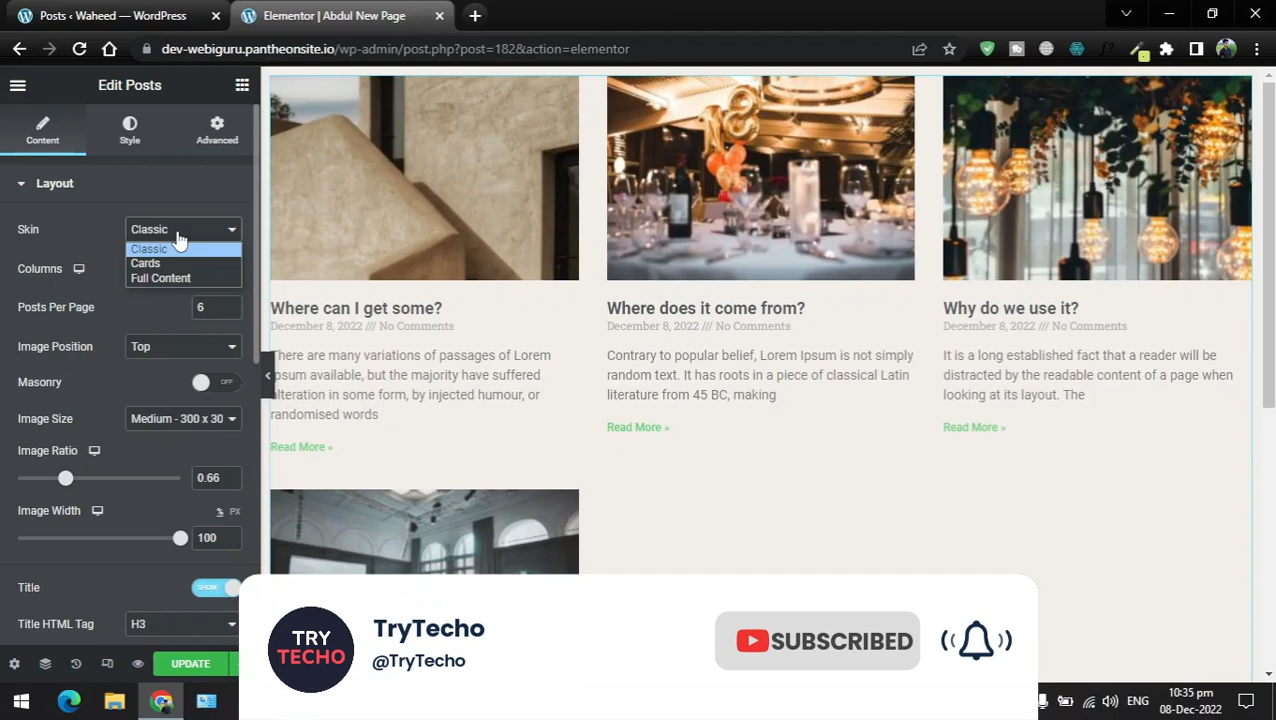 Posts < Waheed — WordPress
Elementor | Abdul New Page
dev-webiguru.pantheonsite.io/wp-admin/post.php?post=182&action=elementor
Edit Posts
Content
Style
Advanced
Layout
Skin
Classic
Classic
Cards
Full Content
Columns
Posts Per Page
6
Image Position
Top
Masonry
OFF
Image Size
Medium - 300 x 30
Image Ratio
0.66
Image Width
% PX
100
Title
SHOW
Title HTML Tag
H3
UPDATE
Where can I get some?
December 8, 2022 /// No Comments
There are many variations of passages of Lorem
Ipsum available, but the majority have suffered
alteration in some form, by injected humour, or
randomised words
Read More »
Where does it come from?
December 8, 2022 /// No Comments
Contrary to popular belief, Lorem Ipsum is not simply
random text. It has roots in a piece of classical Latin
literature from 45 BC, making
Read More »
Why do we use it?
December 8, 2022 /// No Comments
It is a long established fact that a reader will be
distracted by the readable content of a page when
looking at its layout. The
Read More »
TRY
TECHO
TryTecho
@TryTecho
SUBSCRIBED
ENG
10:35 pm
08-Dec-2022